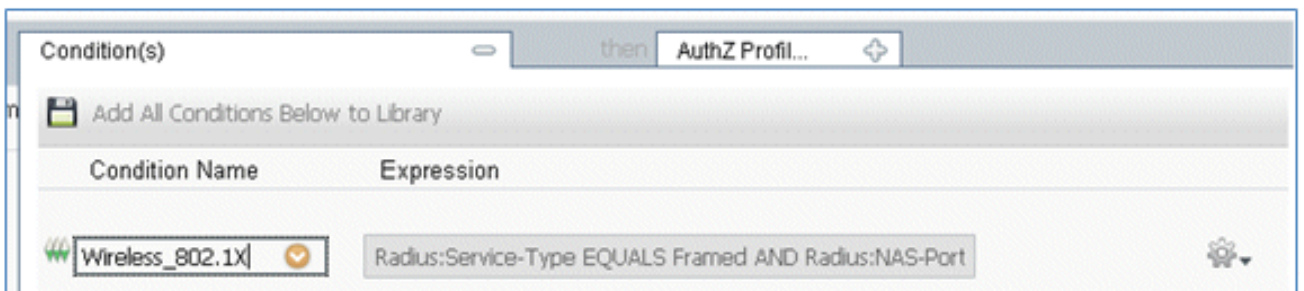 Condition(s) then AuthZ Profil...
Add All Conditions Below to Library
Condition Name Expression
Wireless_802.1X Radius:Service-Type EQUALS Framed AND Radius:NAS-Port